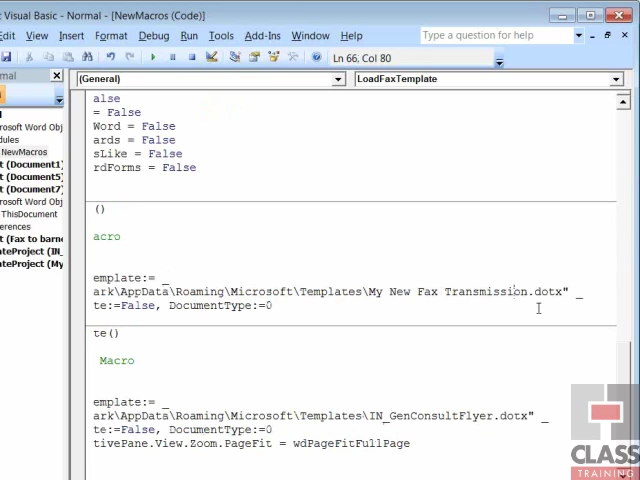 t Visual Basic - Normal - [NewMacros (Code)]
Edit View Insert Format Debug Run Tools Add-Ins Window Help
Type a question for help
Ln 66, Col 80
mal
(General)
LoadFaxTemplate
l
rosoft Word Obj
dules
NewMacros
t (Document1)
t (Document5)
t (Document7)
rosoft Word Obj
ThisDocument
erences
t (Fax to barne
ateProject (IN_
ateProject (My
alse
= False
Word = False
ards = False
sLike = False
rdForms = False
()
acro
emplate:= _
ark\AppData\Roaming\Microsoft\Templates\My New Fax Transmission.dotx" _
te:=False, DocumentType:=0
te()
Macro
emplate:= _
ark\AppData\Roaming\Microsoft\Templates\IN_GenConsultFlyer.dotx" _
te:=False, DocumentType:=0
tivePane.View.Zoom.PageFit = wdPageFitFullPage
CLASS
TRAINING